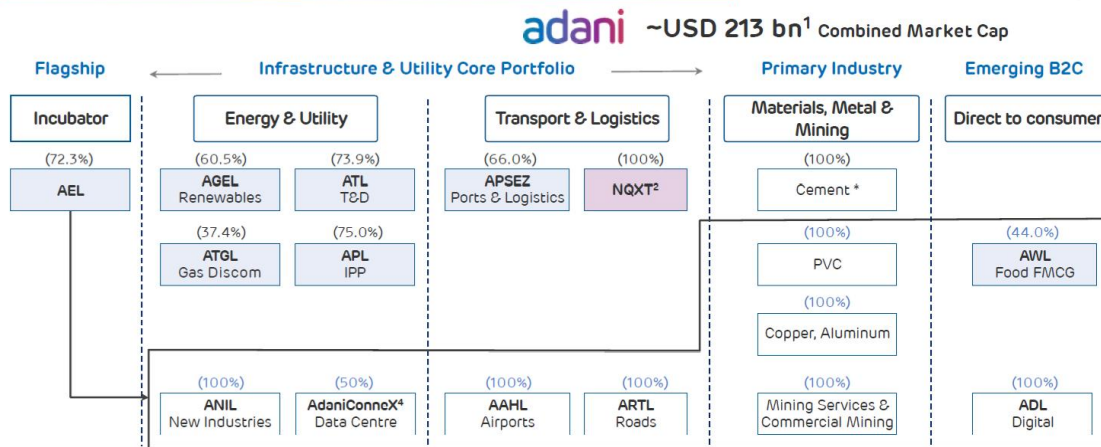 adani ~USD 213 bn¹ Combined Market Cap
Flagship
Infrastructure & Utility Core Portfolio
Primary Industry
Emerging B2C
Incubator
Energy & Utility
Transport & Logistics
Materials, Metal &
Mining
Direct to consumer
(72.3%)
AEL
(60.5%)
AGEL
Renewables
(73.9%)
ATL
T&D
(66.0%)
APSEZ
Ports & Logistics
(100%)
NQXT²
(100%)
Cement *
(37.4%)
ATGL
Gas Discom
(75.0%)
APL
IPP
(100%)
PVC
(44.0%)
AWL
Food FMCG
(100%)
Copper, Aluminum
(100%)
ANIL
New Industries
(50%)
AdaniConneX⁴
Data Centre
(100%)
AAHL
Airports
(100%)
ARTL
Roads
(100%)
Mining Services &
Commercial Mining
(100%)
ADL
Digital